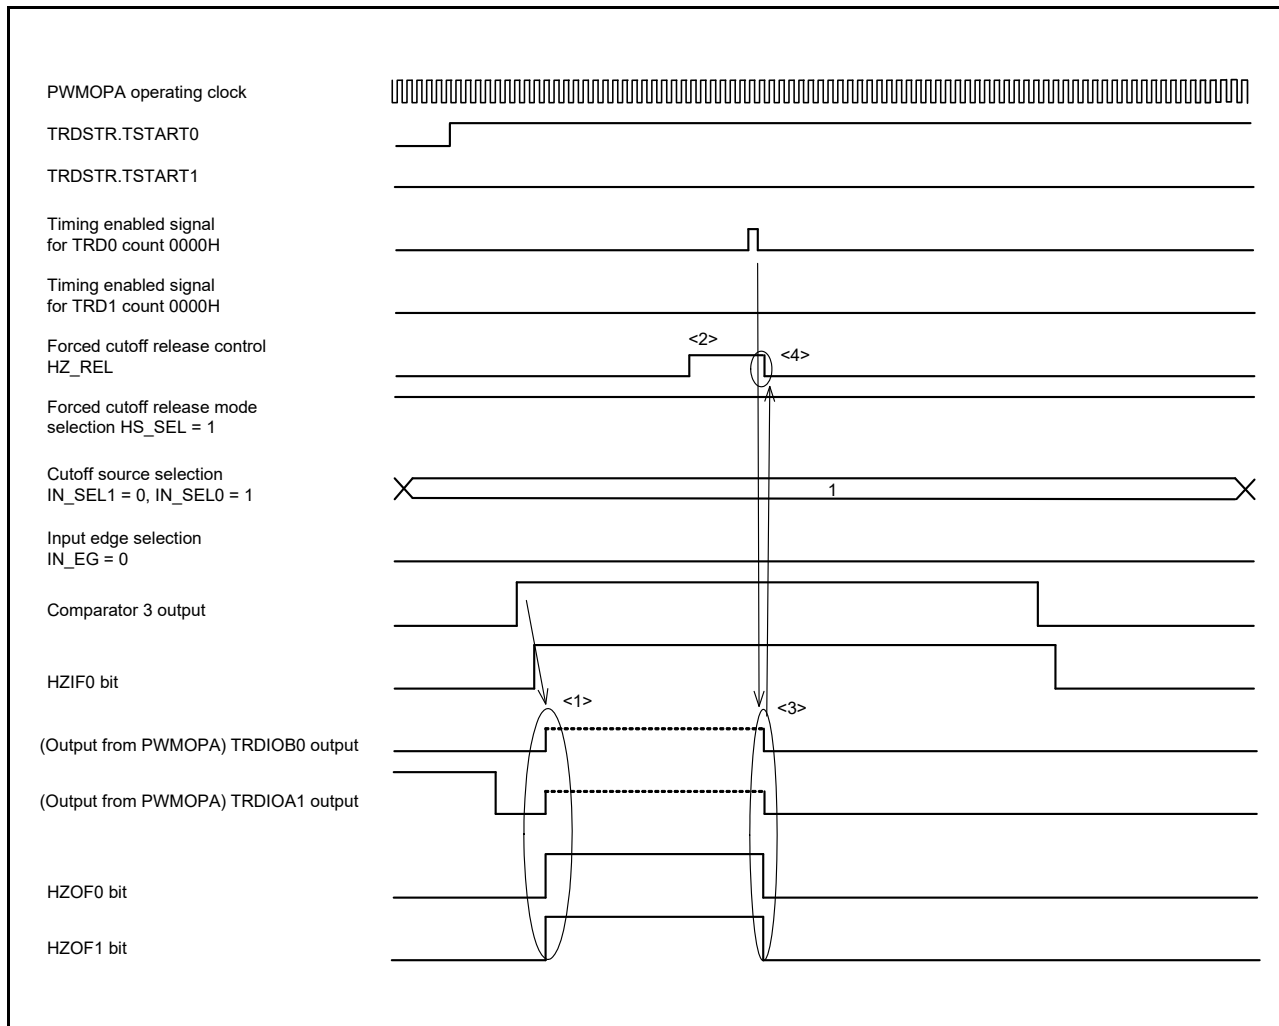 PWMOPA operating clock
TRDSTR.TSTART0
TRDSTR.TSTART1
Timing enabled signal
for TRD0 count 0000H
Timing enabled signal
for TRD1 count 0000H
Forced cutoff release control
HZ_REL
<2>
<4>
Forced cutoff release mode
selection HS_SEL = 1
Cutoff source selection
IN_SEL1 = 0, IN_SEL0 = 1
1
Input edge selection
IN_EG = 0
Comparator 3 output
HZIF0 bit
<1>
<3>
(Output from PWMOPA) TRDIOB0 output
(Output from PWMOPA) TRDIOA1 output
HZOF0 bit
HZOF1 bit